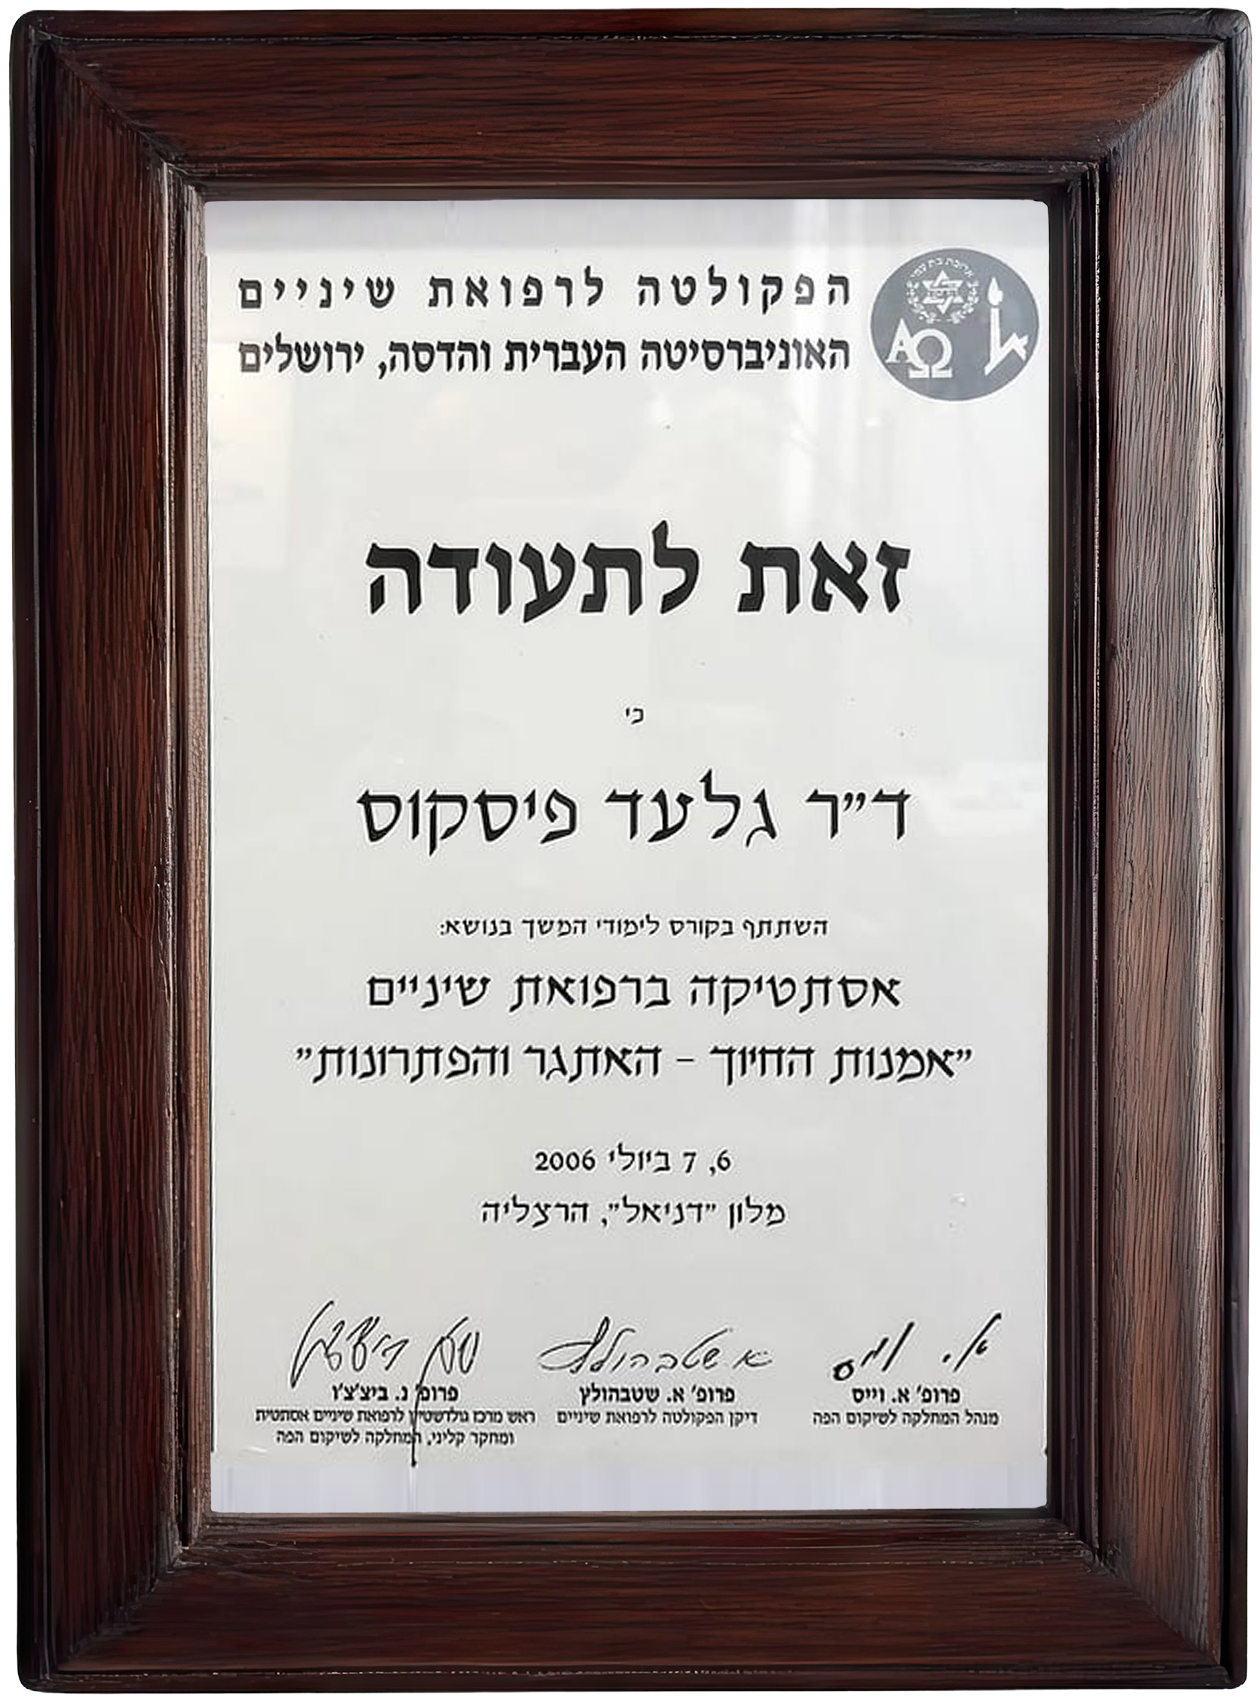 הפקולטה לרפואת שיניים
האוניברסיטה העברית והדסה, ירושלים
ΑΩ
זאת לתעודה
כי
ד״ר גלעד פיסקוס
השתתף בקורס לימודי המשך בנושא:
אסתטיקה ברפואת שיניים
״אמנות החיוך - האתגר והפתרונות״
6, 7 ביולי 2006
מלון ״דניאל״, הרצליה
פרופ׳ א. וייס
מנהל המחלקה לשיקום הפה
פרופ׳ א. שטבהולץ
דיקן הפקולטה לרפואת שיניים
פרופ׳ נ. ביצ׳צ׳ו
ראש מרכז גולדשטיין לרפואת שיניים אסתטית
ומחקר קליני, המחלקה לשיקום הפה